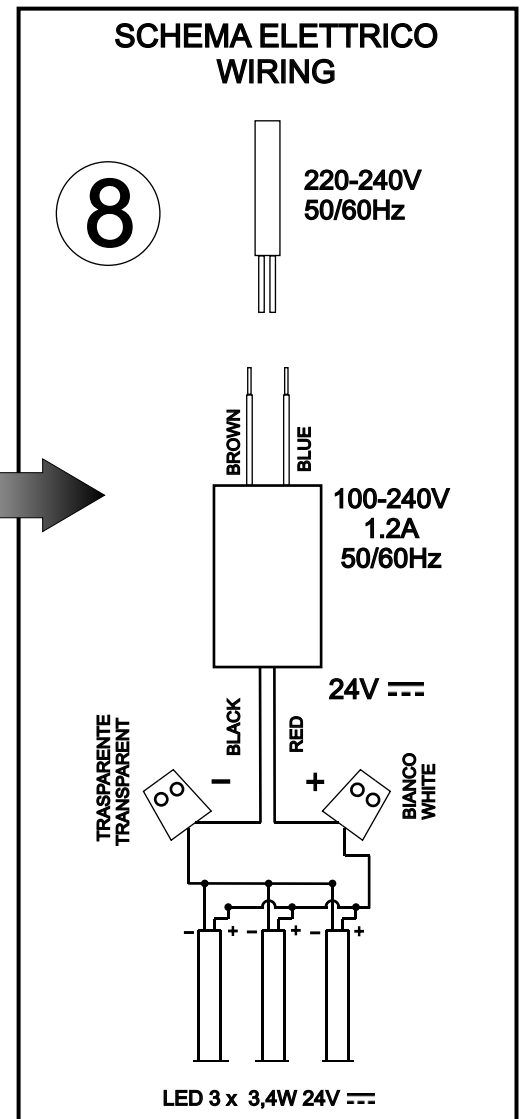 SCHEMA ELETTRICO
WIRING
8
220-240V
50/60Hz
BROWN
BLUE
100-240V
1.2A
50/60Hz
24V
BLACK
RED
TRASPARENTE
TRANSPARENT
-
+
BIANCO
WHITE
- + - + - +
LED 3 x 3,4W 24V